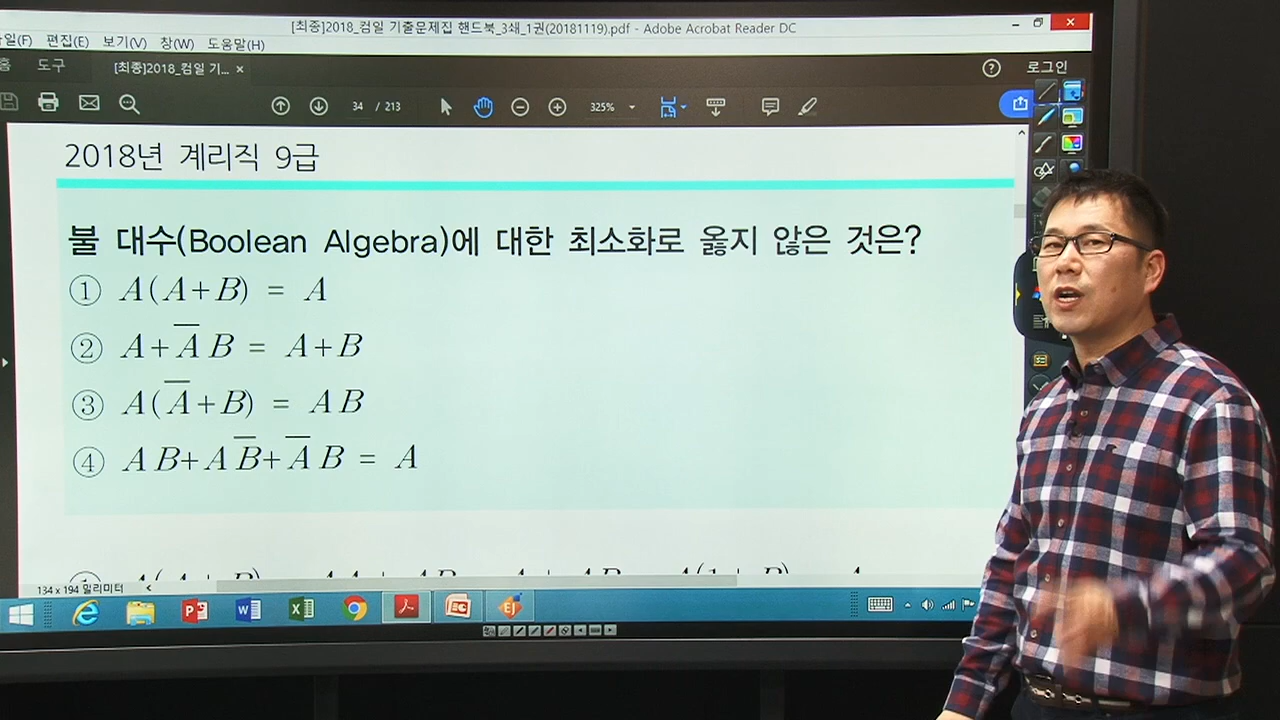 [최종]2018_컴일 기출문제집 핸드북_3쇄_1권(20181119).pdf - Adobe Acrobat Reader DC
일(F) 편집(E) 보기(V) 창(W) 도움말(H)
홈 도구 [최종]2018_컴일 기... × 로그인
34 / 213 325%
2018년 계리직 9급
불 대수(Boolean Algebra)에 대한 최소화로 옳지 않은 것은?
① A(A+B) = A
② A+A̅B = A+B
③ A(A̅+B) = AB
④ AB+AB̅+A̅B = A
134 x 194 밀리미터